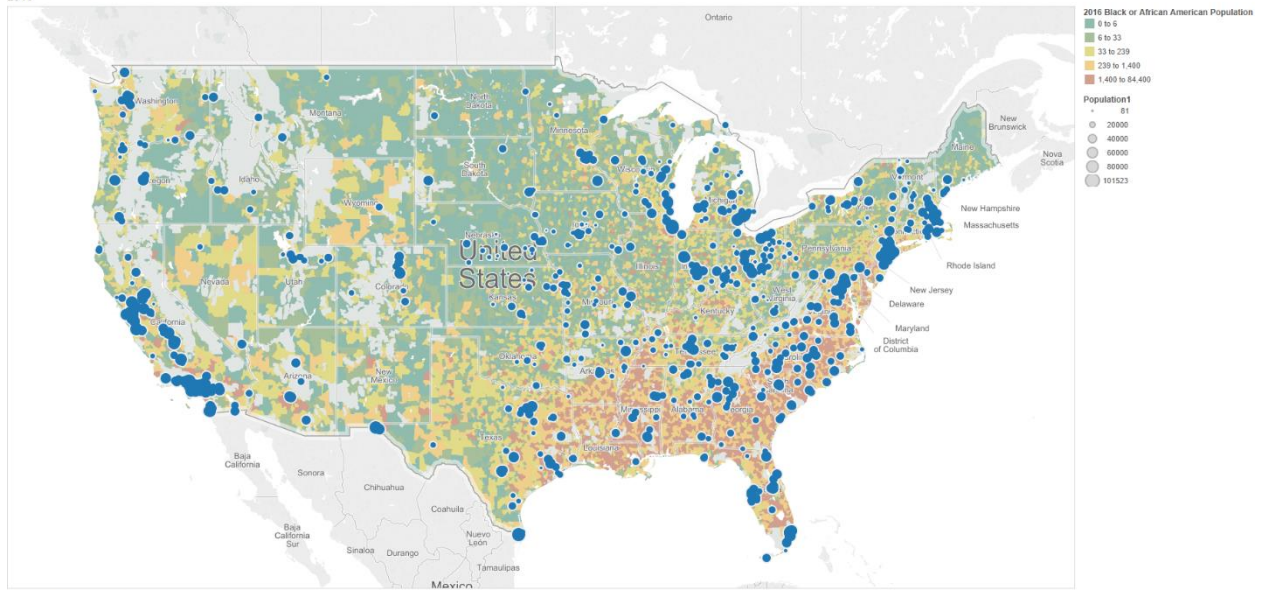 2016 Black or African American Population
0 to 6
6 to 33
33 to 239
239 to 1,400
1,400 to 84,400
Population1
81
20000
40000
60000
80000
101523
Ontario
New
Brunswick
Nova
Scotia
Washington
Montana
North
Dakota
Minnesota
Maine
Vermont
South
Dakota
Idaho
Wyoming
New Hampshire
Massachusetts
Nebraska
United
States
Pennsylvania
Rhode Island
Nevada
Utah
Colorado
Kansas
Illinois
West
Virginia
New Jersey
Kentucky
Delaware
California
Maryland
District
of Columbia
Oklahoma
Arizona
New
Mexico
Mississippi
Alabama
Georgia
Texas
Louisiana
Baja
California
Sonora
Chihuahua
Coahuila
Baja
California
Sur
Nuevo
León
Sinaloa
Durango
Tamaulipas
Mexico